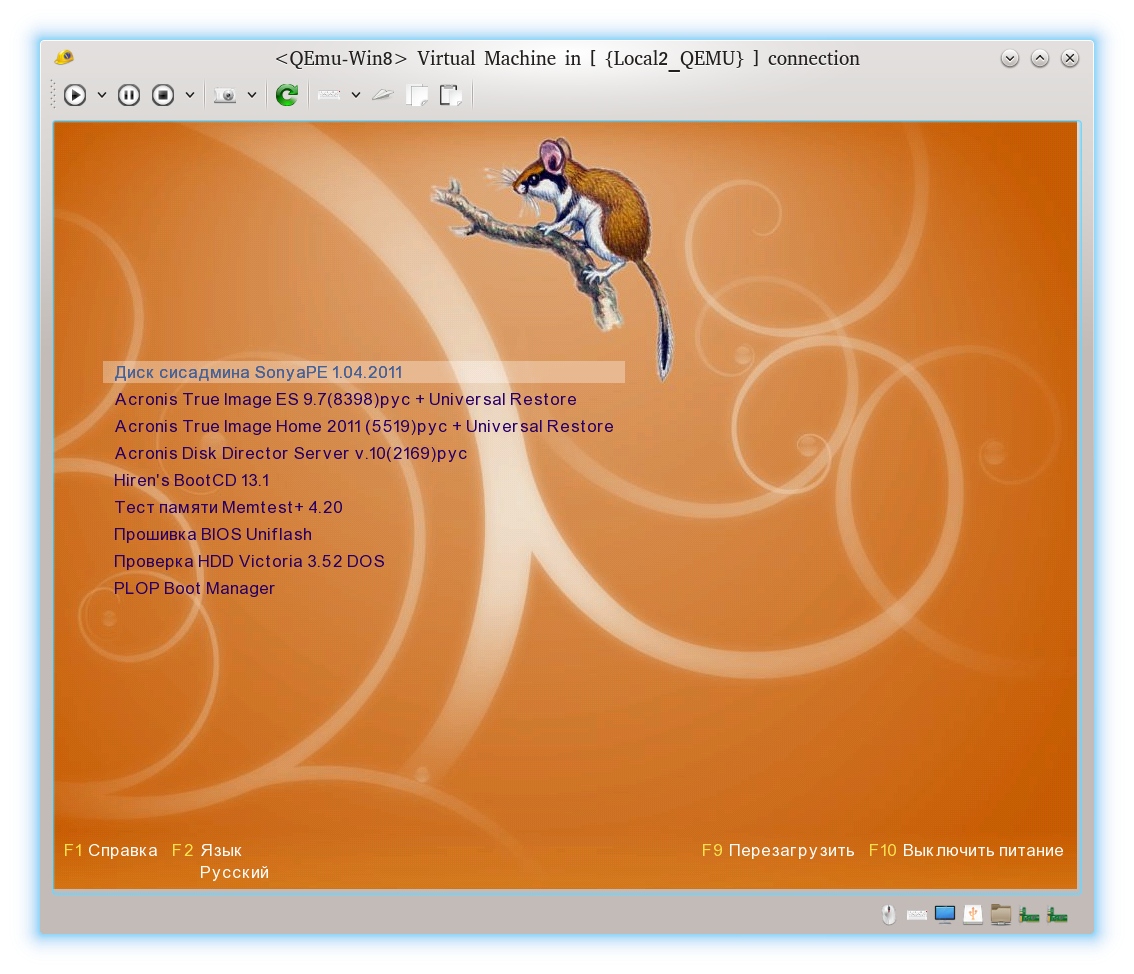 <QEmu-Win8> Virtual Machine in [ {Local2_QEMU} ] connection
Диск сисадмина SonyaPE 1.04.2011
Acronis True Image ES 9.7(8398)рус + Universal Restore
Acronis True Image Home 2011 (5519)рус + Universal Restore
Acronis Disk Director Server v.10(2169)рус
Hiren's BootCD 13.1
Тест памяти Memtest+ 4.20
Прошивка BIOS Uniflash
Проверка HDD Victoria 3.52 DOS
PLOP Boot Manager
F1 Справка F2 Язык F9 Перезагрузить F10 Выключить питание
Русский